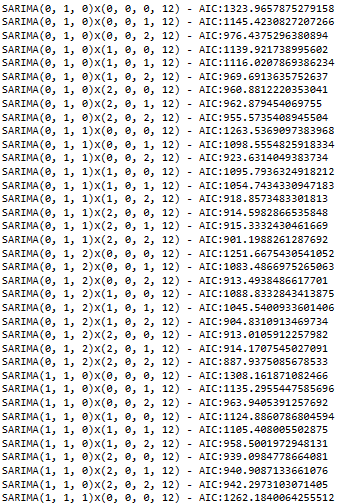 SARIMA(0, 1, 0)x(0, 0, 0, 12) - AIC:1323.9657875279158
SARIMA(0, 1, 0)x(0, 0, 1, 12) - AIC:1145.4230827207266
SARIMA(0, 1, 0)x(0, 0, 2, 12) - AIC:976.4375296380894
SARIMA(0, 1, 0)x(1, 0, 0, 12) - AIC:1139.921738995602
SARIMA(0, 1, 0)x(1, 0, 1, 12) - AIC:1116.0207869386234
SARIMA(0, 1, 0)x(1, 0, 2, 12) - AIC:969.6913635752637
SARIMA(0, 1, 0)x(2, 0, 0, 12) - AIC:960.8812220353041
SARIMA(0, 1, 0)x(2, 0, 1, 12) - AIC:962.879454069755
SARIMA(0, 1, 0)x(2, 0, 2, 12) - AIC:955.5735408945504
SARIMA(0, 1, 1)x(0, 0, 0, 12) - AIC:1263.5369097383968
SARIMA(0, 1, 1)x(0, 0, 1, 12) - AIC:1098.5554825918334
SARIMA(0, 1, 1)x(0, 0, 2, 12) - AIC:923.6314049383734
SARIMA(0, 1, 1)x(1, 0, 0, 12) - AIC:1095.7936324918212
SARIMA(0, 1, 1)x(1, 0, 1, 12) - AIC:1054.7434330947183
SARIMA(0, 1, 1)x(1, 0, 2, 12) - AIC:918.8573483301813
SARIMA(0, 1, 1)x(2, 0, 0, 12) - AIC:914.5982866535848
SARIMA(0, 1, 1)x(2, 0, 1, 12) - AIC:915.3332430461669
SARIMA(0, 1, 1)x(2, 0, 2, 12) - AIC:901.1988261287692
SARIMA(0, 1, 2)x(0, 0, 0, 12) - AIC:1251.6675430541052
SARIMA(0, 1, 2)x(0, 0, 1, 12) - AIC:1083.4866975265063
SARIMA(0, 1, 2)x(0, 0, 2, 12) - AIC:913.4938486617701
SARIMA(0, 1, 2)x(1, 0, 0, 12) - AIC:1088.8332843413875
SARIMA(0, 1, 2)x(1, 0, 1, 12) - AIC:1045.5400933601406
SARIMA(0, 1, 2)x(1, 0, 2, 12) - AIC:904.8310913469734
SARIMA(0, 1, 2)x(2, 0, 0, 12) - AIC:913.0105912257982
SARIMA(0, 1, 2)x(2, 0, 1, 12) - AIC:914.1707545027091
SARIMA(0, 1, 2)x(2, 0, 2, 12) - AIC:887.9375085678533
SARIMA(1, 1, 0)x(0, 0, 0, 12) - AIC:1308.161871082466
SARIMA(1, 1, 0)x(0, 0, 1, 12) - AIC:1135.2955447585696
SARIMA(1, 1, 0)x(0, 0, 2, 12) - AIC:963.9405391257692
SARIMA(1, 1, 0)x(1, 0, 0, 12) - AIC:1124.8860786804594
SARIMA(1, 1, 0)x(1, 0, 1, 12) - AIC:1105.408005502875
SARIMA(1, 1, 0)x(1, 0, 2, 12) - AIC:958.5001972948131
SARIMA(1, 1, 0)x(2, 0, 0, 12) - AIC:939.0984778664081
SARIMA(1, 1, 0)x(2, 0, 1, 12) - AIC:940.9087133661076
SARIMA(1, 1, 0)x(2, 0, 2, 12) - AIC:942.2973103071405
SARIMA(1, 1, 1)x(0, 0, 0, 12) - AIC:1262.1840064255512